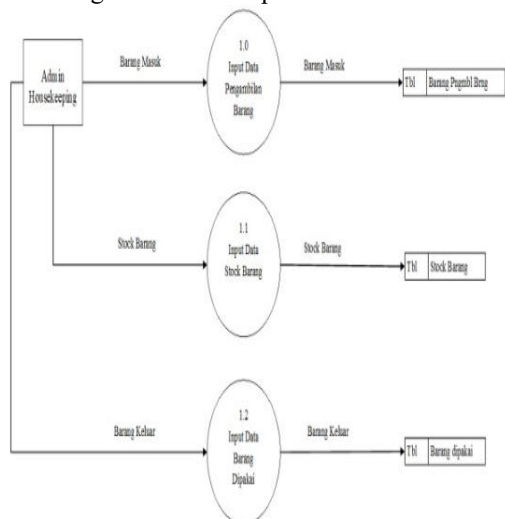 Admin
Housekeeping
Barang Masuk
1.0
Input Data
Pengambilan
Barang
Barang Masuk
Tbl Barang Pngmbl Brng
Stock Barang
1.1
Input Data
Stock Barang
Stock Barang
Tbl Stock Barang
Barang Keluar
1.2
Input Data
Barang
Dipakai
Barang Keluar
Tbl Barang dipakai